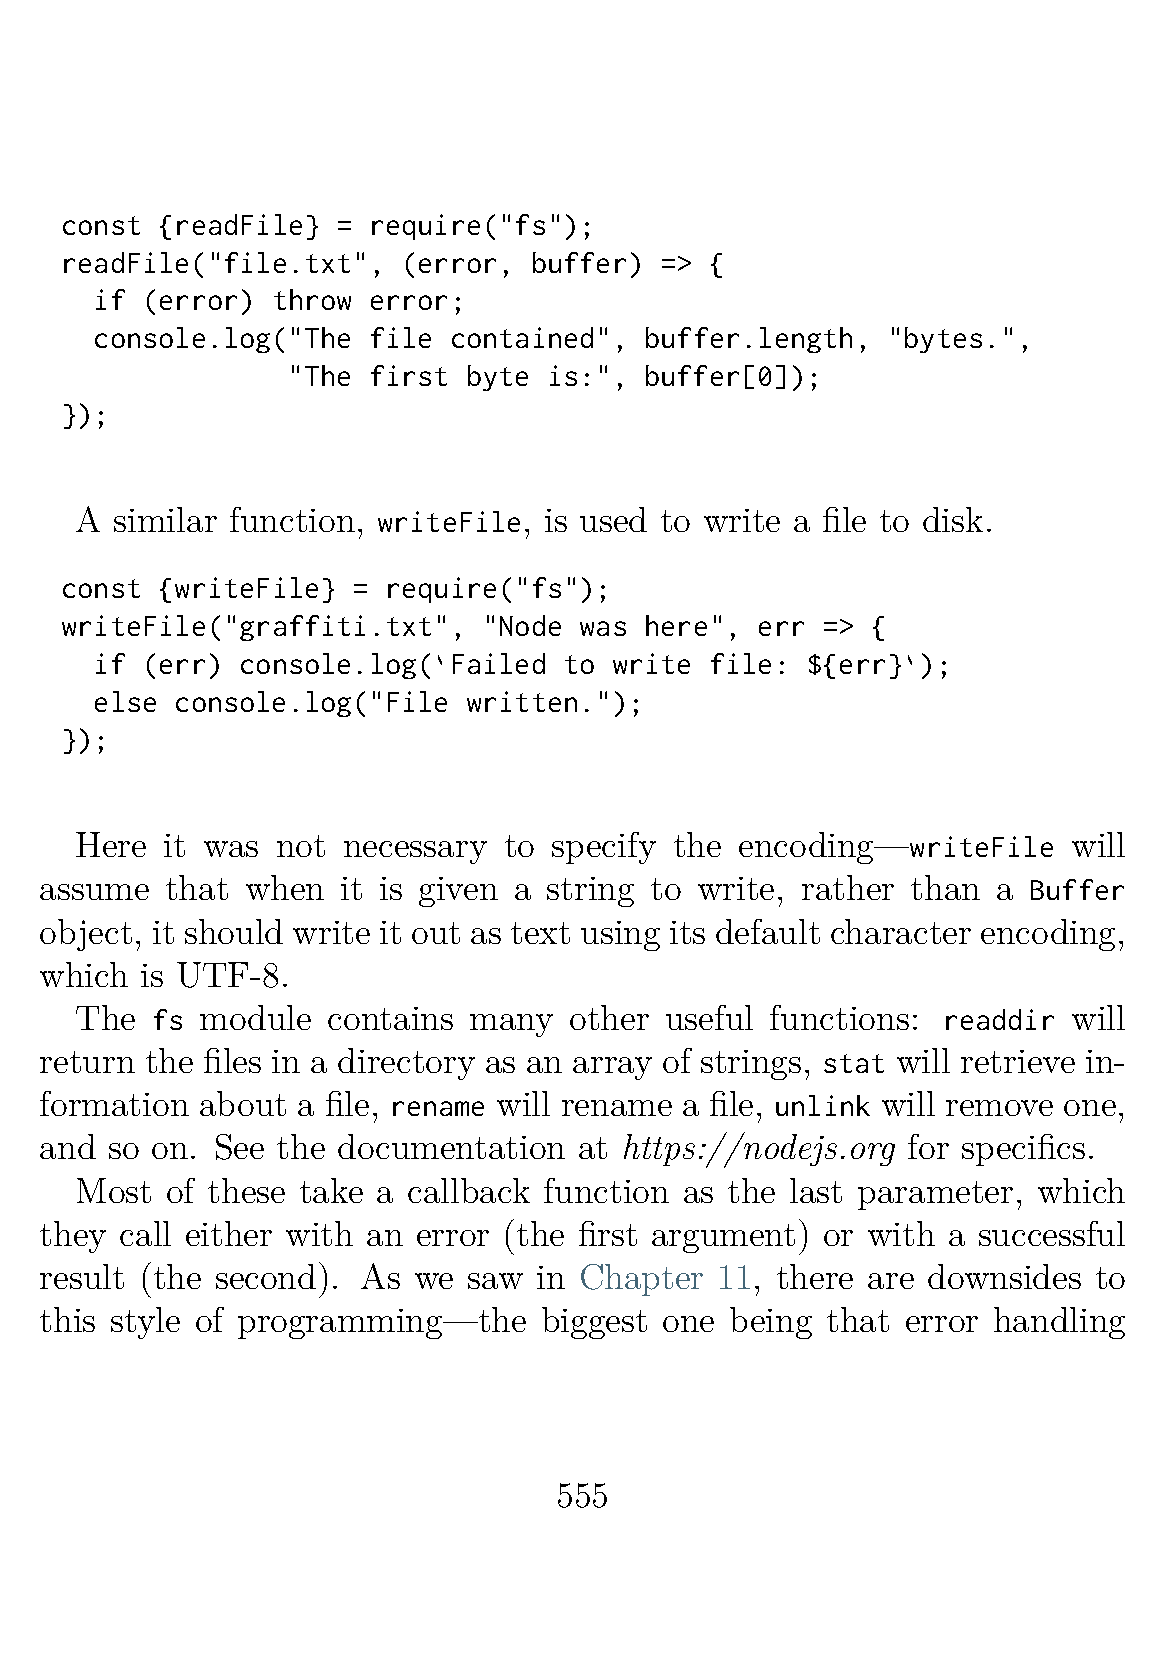 const {readFile} = require("fs");
readFile("file.txt", (error, buffer) => {
  if (error) throw error;
  console.log("The file contained", buffer.length, "bytes.",
              "The first byte is:", buffer[0]);
});
A similar function, writeFile, is used to write a file to disk.
const {writeFile} = require("fs");
writeFile("graffiti.txt", "Node was here", err => {
  if (err) console.log(`Failed to write file: ${err}`);
  else console.log("File written.");
});
Here it was not necessary to specify the encoding—writeFile will
assume that when it is given a string to write, rather than a Buffer
object, it should write it out as text using its default character encoding,
which is UTF-8.
The fs module contains many other useful functions: readdir will
return the files in a directory as an array of strings, stat will retrieve in-
formation about a file, rename will rename a file, unlink will remove one,
and so on. See the documentation at https://nodejs.org for specifics.
Most of these take a callback function as the last parameter, which
they call either with an error (the first argument) or with a successful
result (the second). As we saw in Chapter 11, there are downsides to
this style of programming—the biggest one being that error handling
555